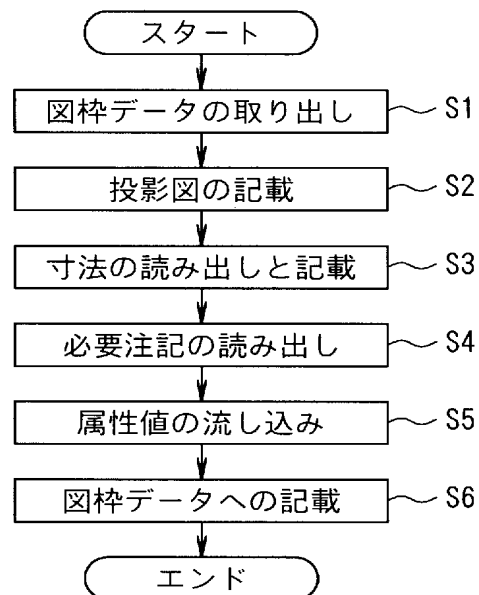 スタート
図枠データの取り出し S1
投影図の記載 S2
寸法の読み出しと記載 S3
必要注記の読み出し S4
属性値の流し込み S5
図枠データへの記載 S6
エンド